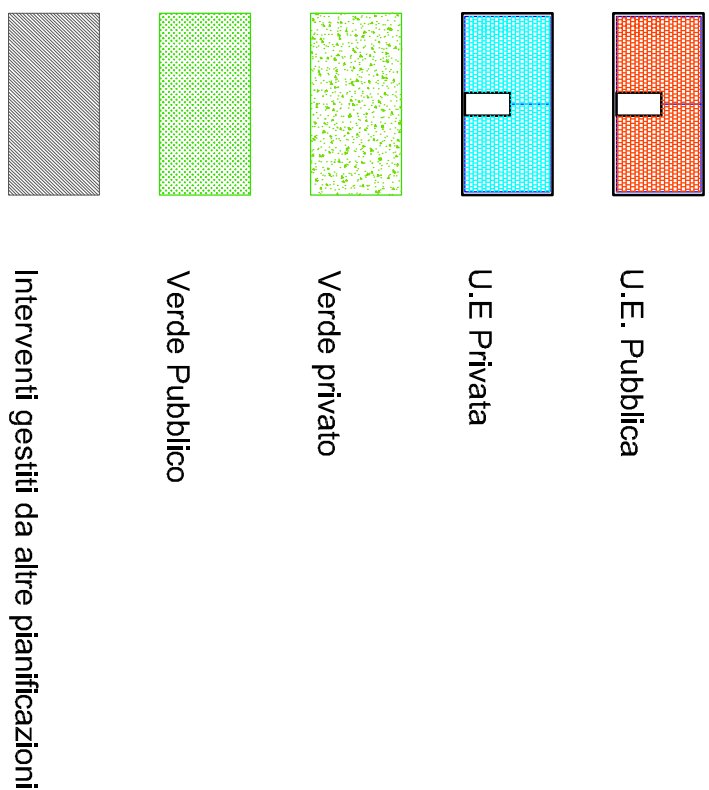 U.E. Pubblica
U.E Privata
Verde privato
Verde Pubblico
Interventi gestiti da altre pianificazioni